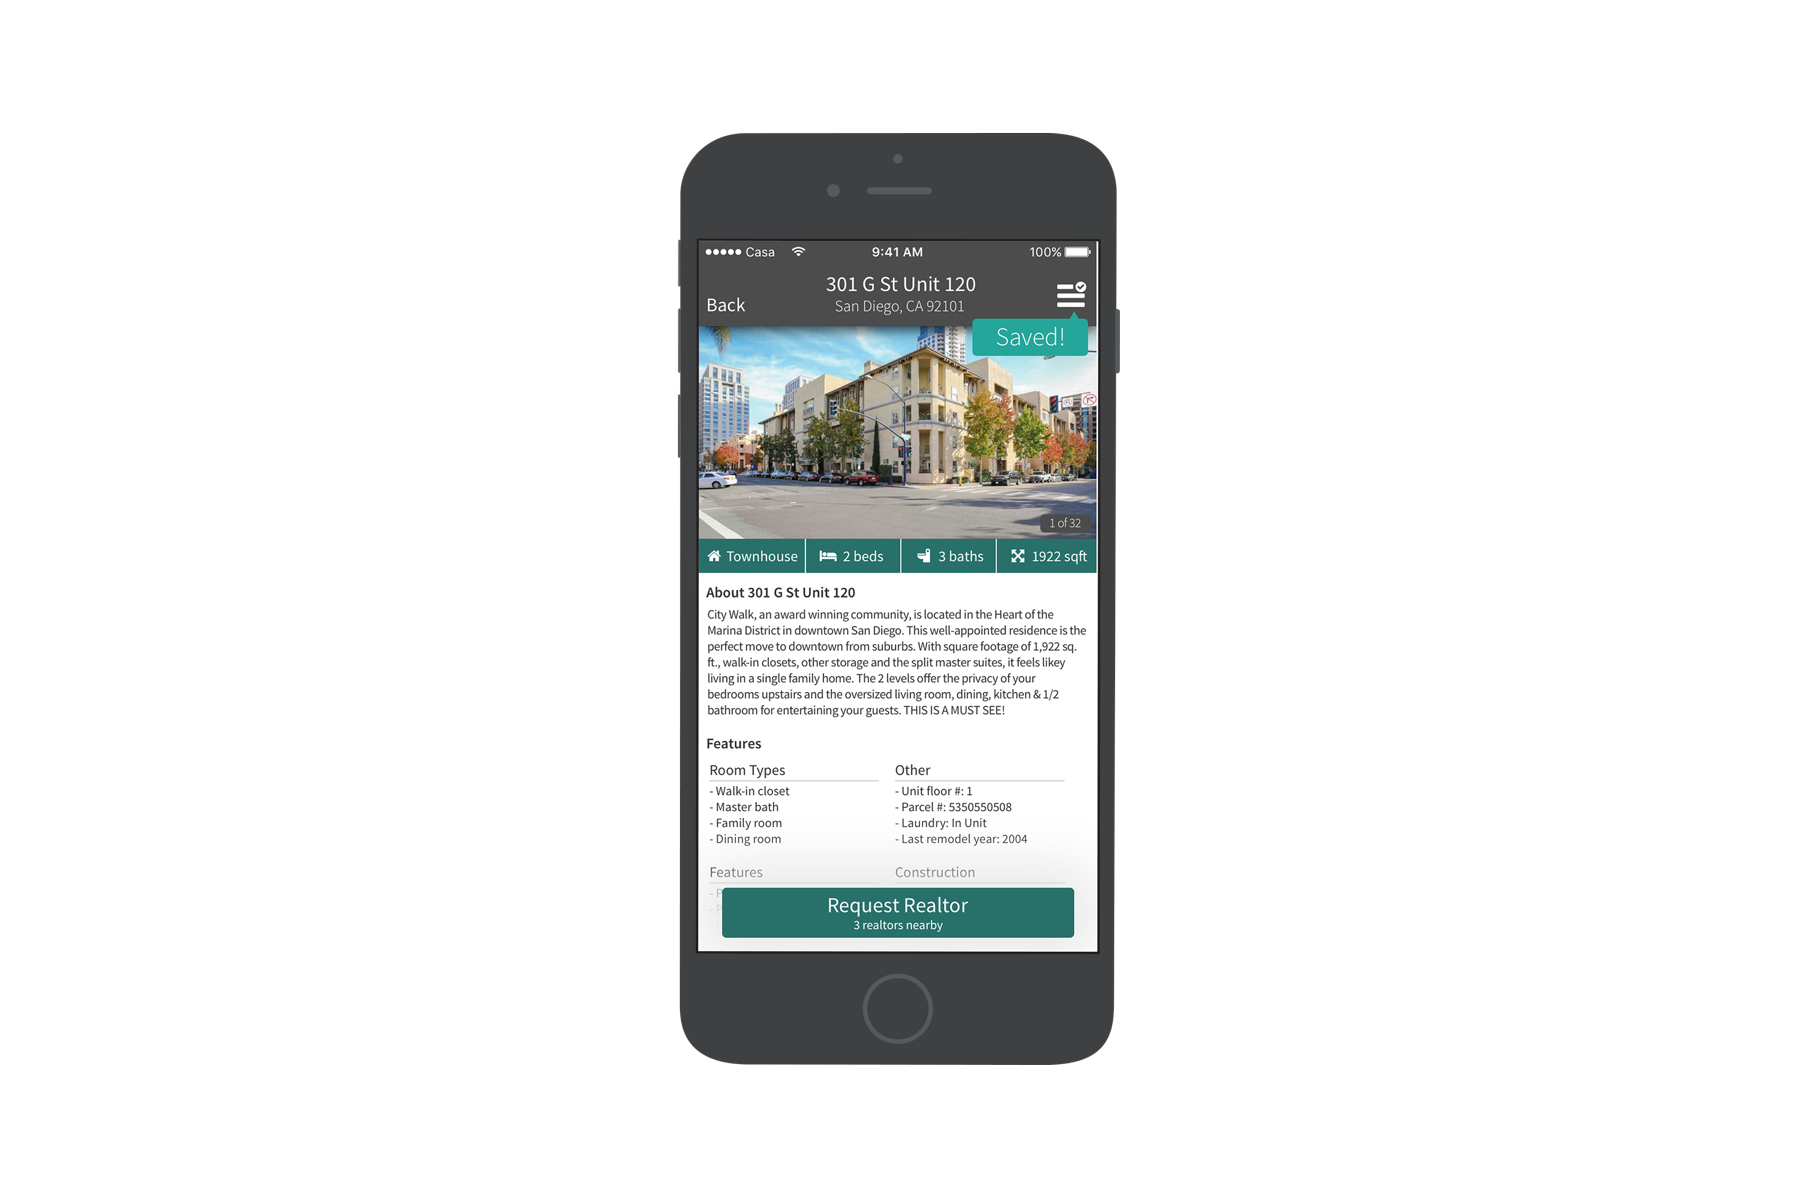 Casa 9:41 AM 100%
301 G St Unit 120
Back San Diego, CA 92101
Saved!
1 of 32
Townhouse 2 beds 3 baths 1922 sqft
About 301 G St Unit 120
City Walk, an award winning community, is located in the Heart of the
Marina District in downtown San Diego. This well-appointed residence is the
perfect move to downtown from suburbs. With square footage of 1,922 sq.
ft., walk-in closets, other storage and the split master suites, it feels likey
living in a single family home. The 2 levels offer the privacy of your
bedrooms upstairs and the oversized living room, dining, kitchen & 1/2
bathroom for entertaining your guests. THIS IS A MUST SEE!
Features
Room Types
- Walk-in closet
- Master bath
- Family room
- Dining room
Other
- Unit floor #: 1
- Parcel #: 5350550508
- Laundry: In Unit
- Last remodel year: 2004
Features
Construction
Request Realtor
3 realtors nearby